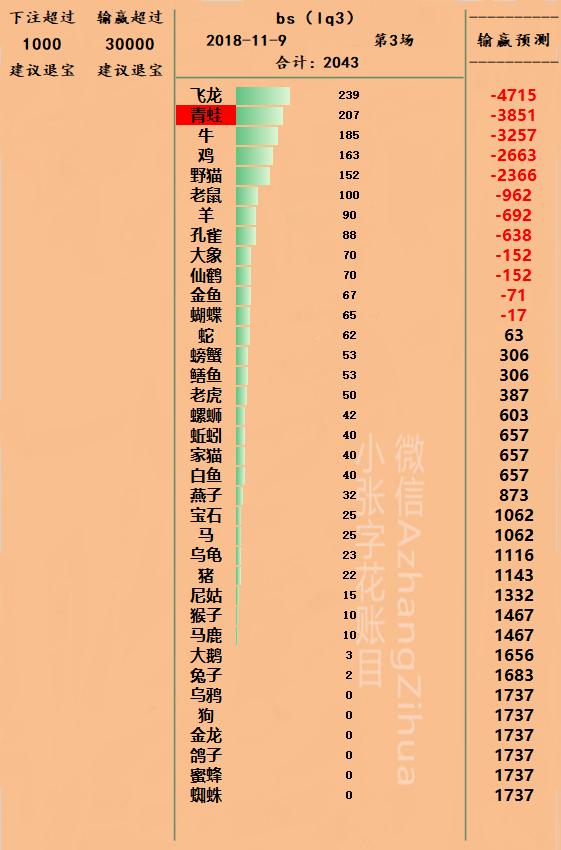 下注超过 输赢超过
1000 30000
建议退宝 建议退宝
bs（lq3）
2018-11-9 第3场
合计：2043
输赢预测
飞龙 239 -4715
青蛙 207 -3851
牛 185 -3257
鸡 163 -2663
野猫 152 -2366
老鼠 100 -962
羊 90 -692
孔雀 88 -638
大象 70 -152
仙鹤 70 -152
金鱼 67 -71
蝴蝶 65 -17
蛇 62 63
螃蟹 53 306
鳝鱼 53 306
老虎 50 387
螺蛳 42 603
蚯蚓 40 657
家猫 40 657
白鱼 40 657
燕子 32 873
宝石 25 1062
马 25 1062
乌龟 23 1116
猪 22 1143
尼姑 15 1332
猴子 10 1467
马鹿 10 1467
大鹅 3 1656
兔子 2 1683
乌鸦 0 1737
狗 0 1737
金龙 0 1737
鸽子 0 1737
蜜蜂 0 1737
蜘蛛 0 1737
微信AzhangZihua
小张字花账目